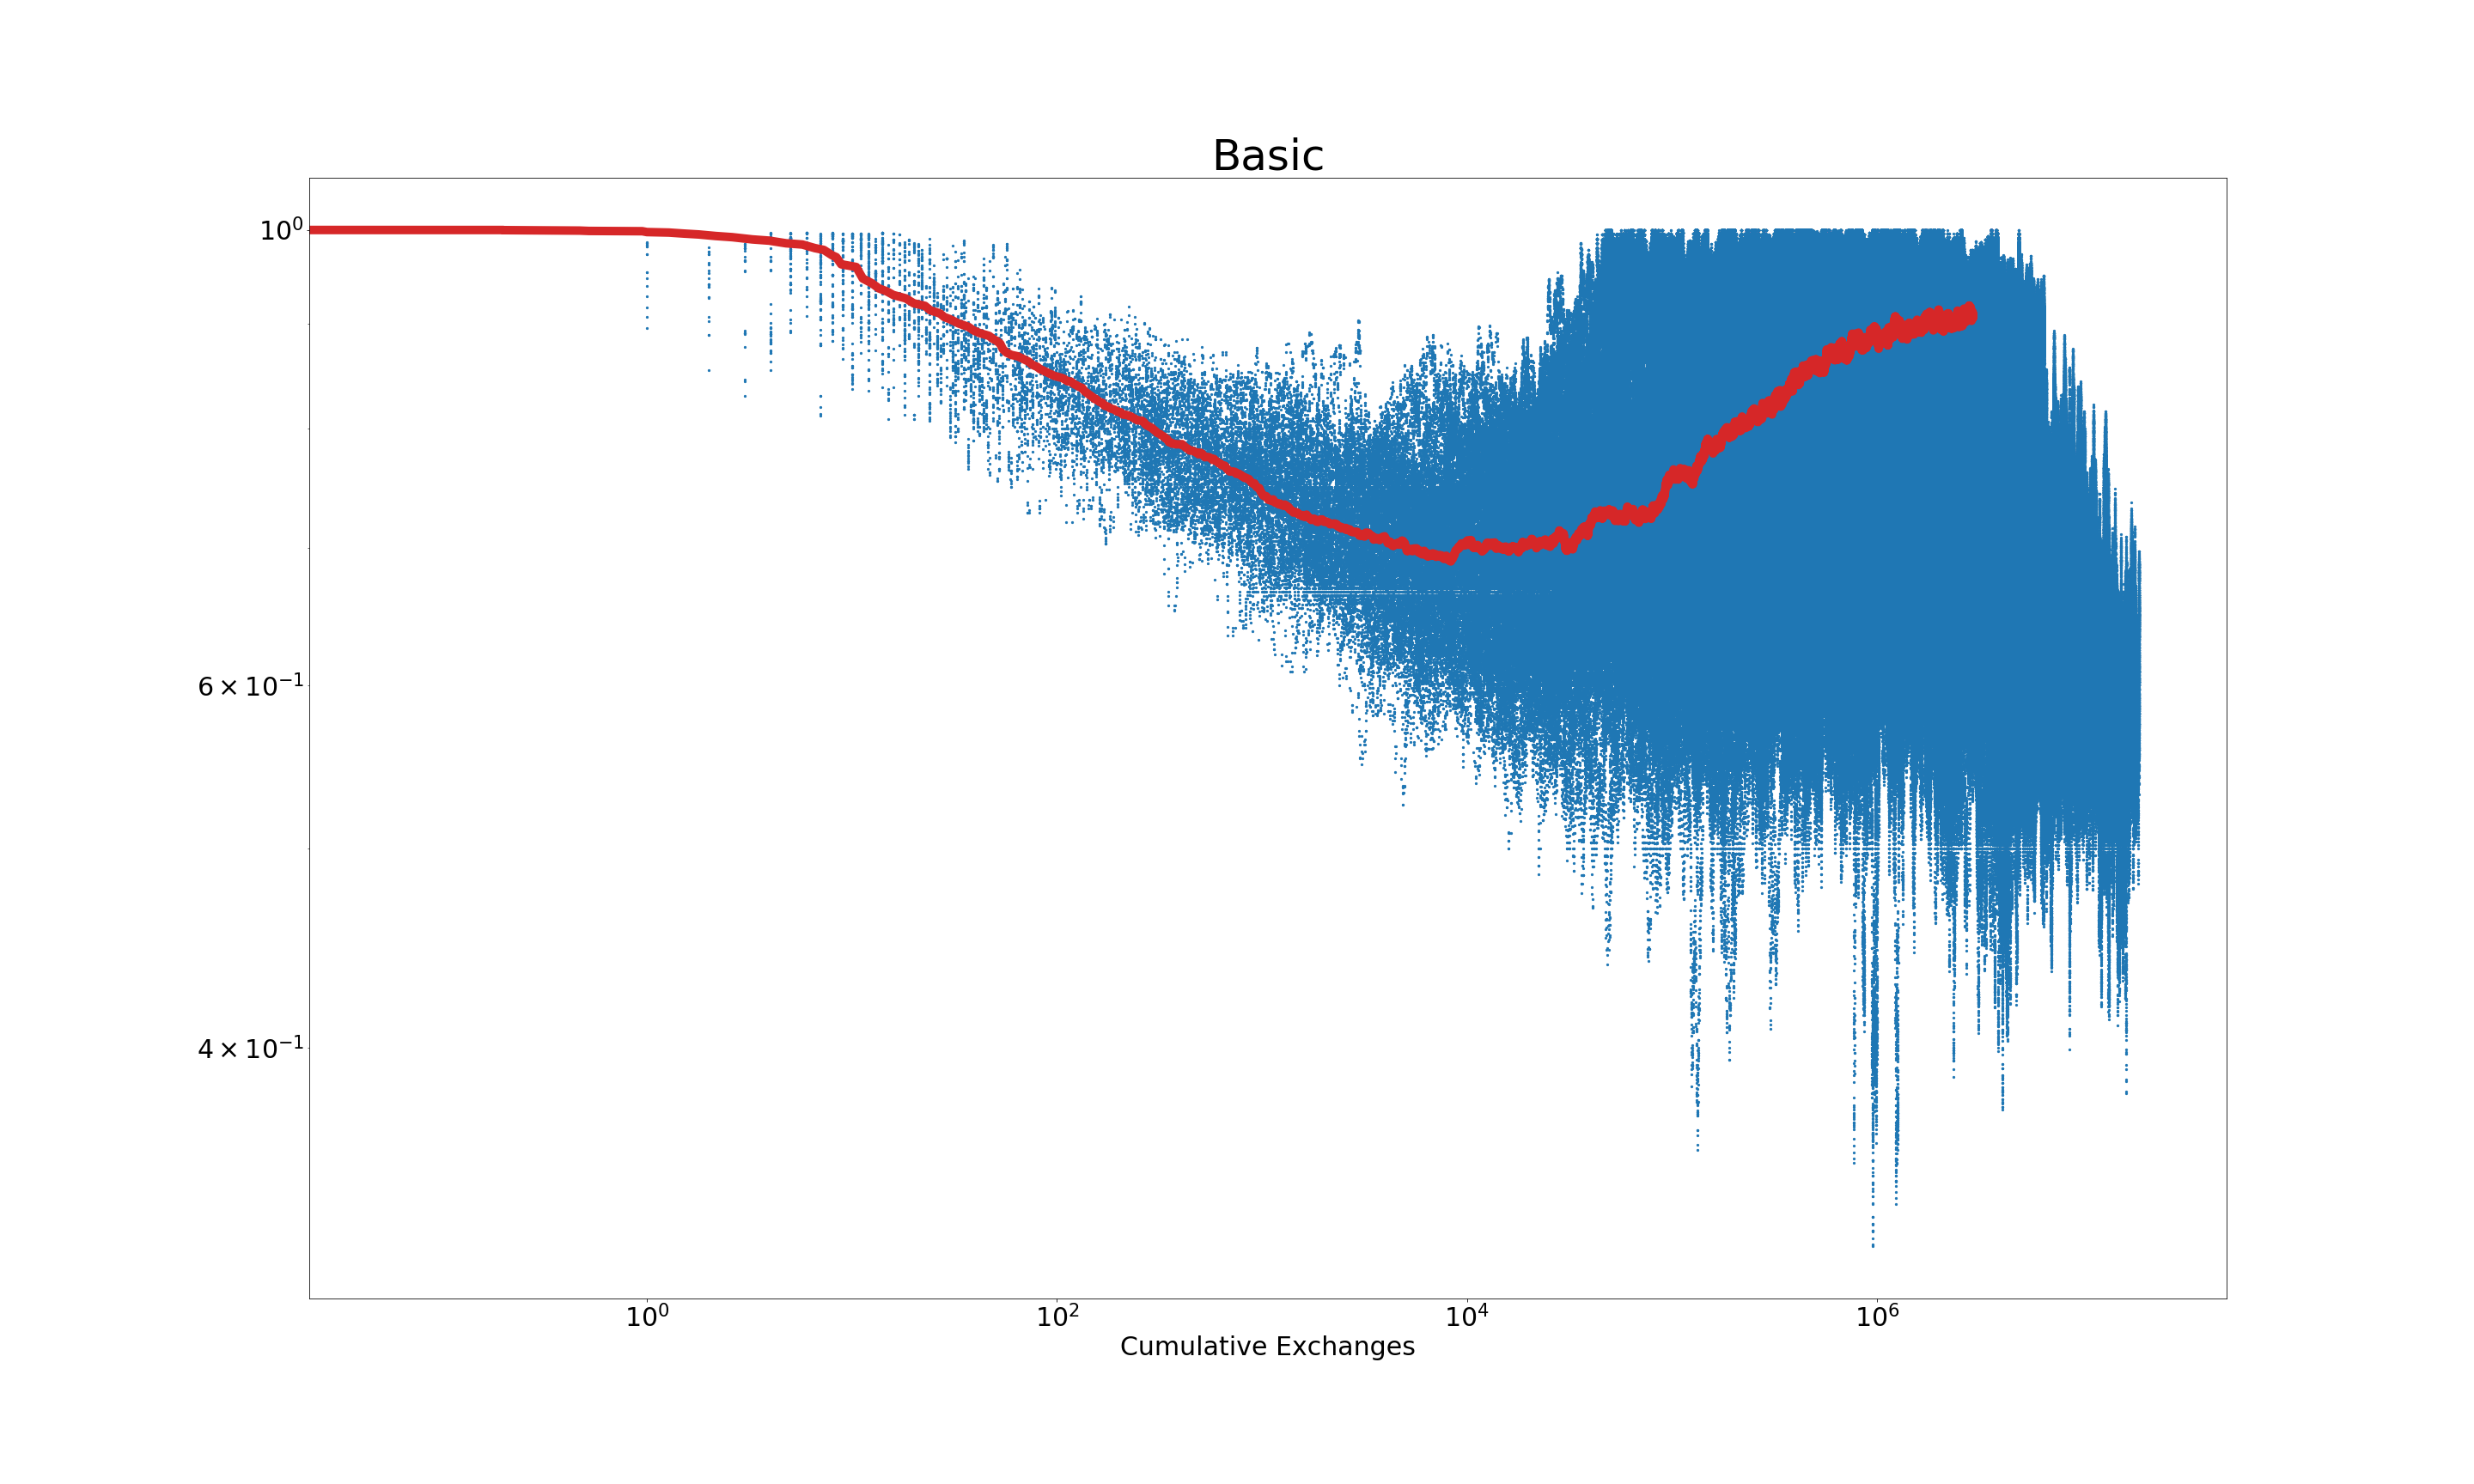 Basic
10⁰
6 × 10⁻¹
4 × 10⁻¹
10⁰ 10² 10⁴ 10⁶
Cumulative Exchanges